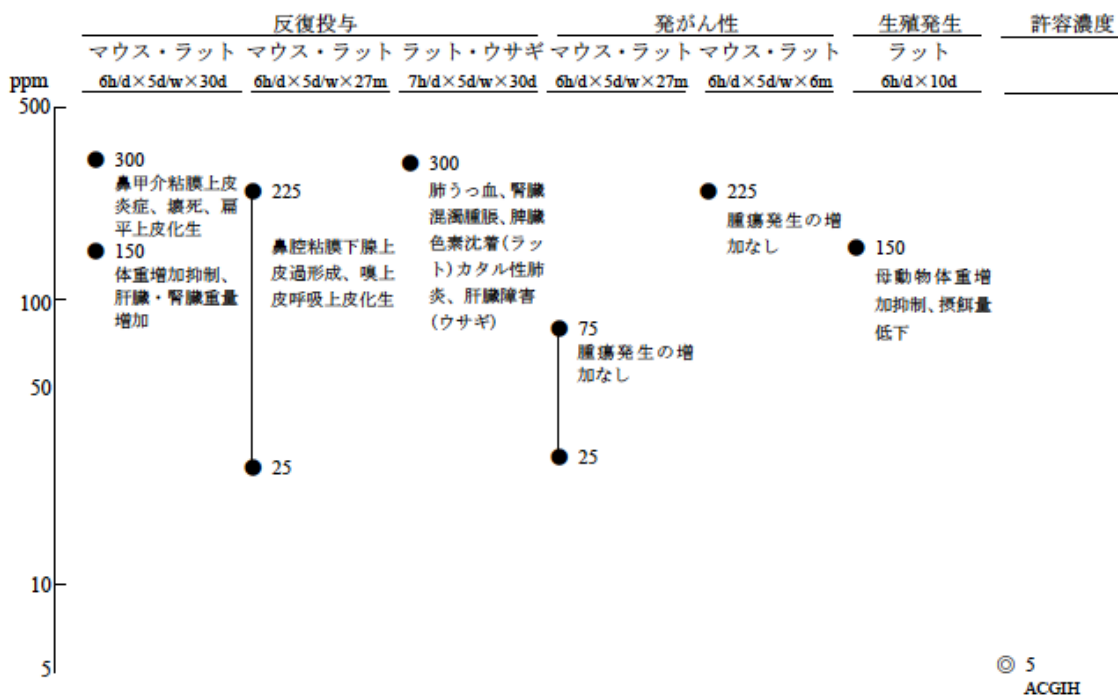 反復投与
発がん性
生殖発生
許容濃度
マウス・ラット
マウス・ラット
ラット・ウサギ
マウス・ラット
マウス・ラット
ラット
ppm
6h/d×5d/w×30d
6h/d×5d/w×27m
7h/d×5d/w×30d
6h/d×5d/w×27m
6h/d×5d/w×6m
6h/d×10d
500
100
50
10
5
300
鼻甲介粘膜上皮
炎症、壊死、扁
平上皮化生
150
体重増加抑制、
肝臓・腎臓重量
増加
225
鼻腔粘膜下腺上
皮過形成、嗅上
皮呼吸上皮化生
25
300
肺うっ血、腎臓
混濁腫脹、脾臓
色素沈着(ラッ
ト)カタル性肺
炎、肝臓障害
(ウサギ)
75
腫瘍発生の増
加なし
25
225
腫瘍発生の増
加なし
150
母動物体重増
加抑制、摂餌量
低下
◎ 5
ACGIH